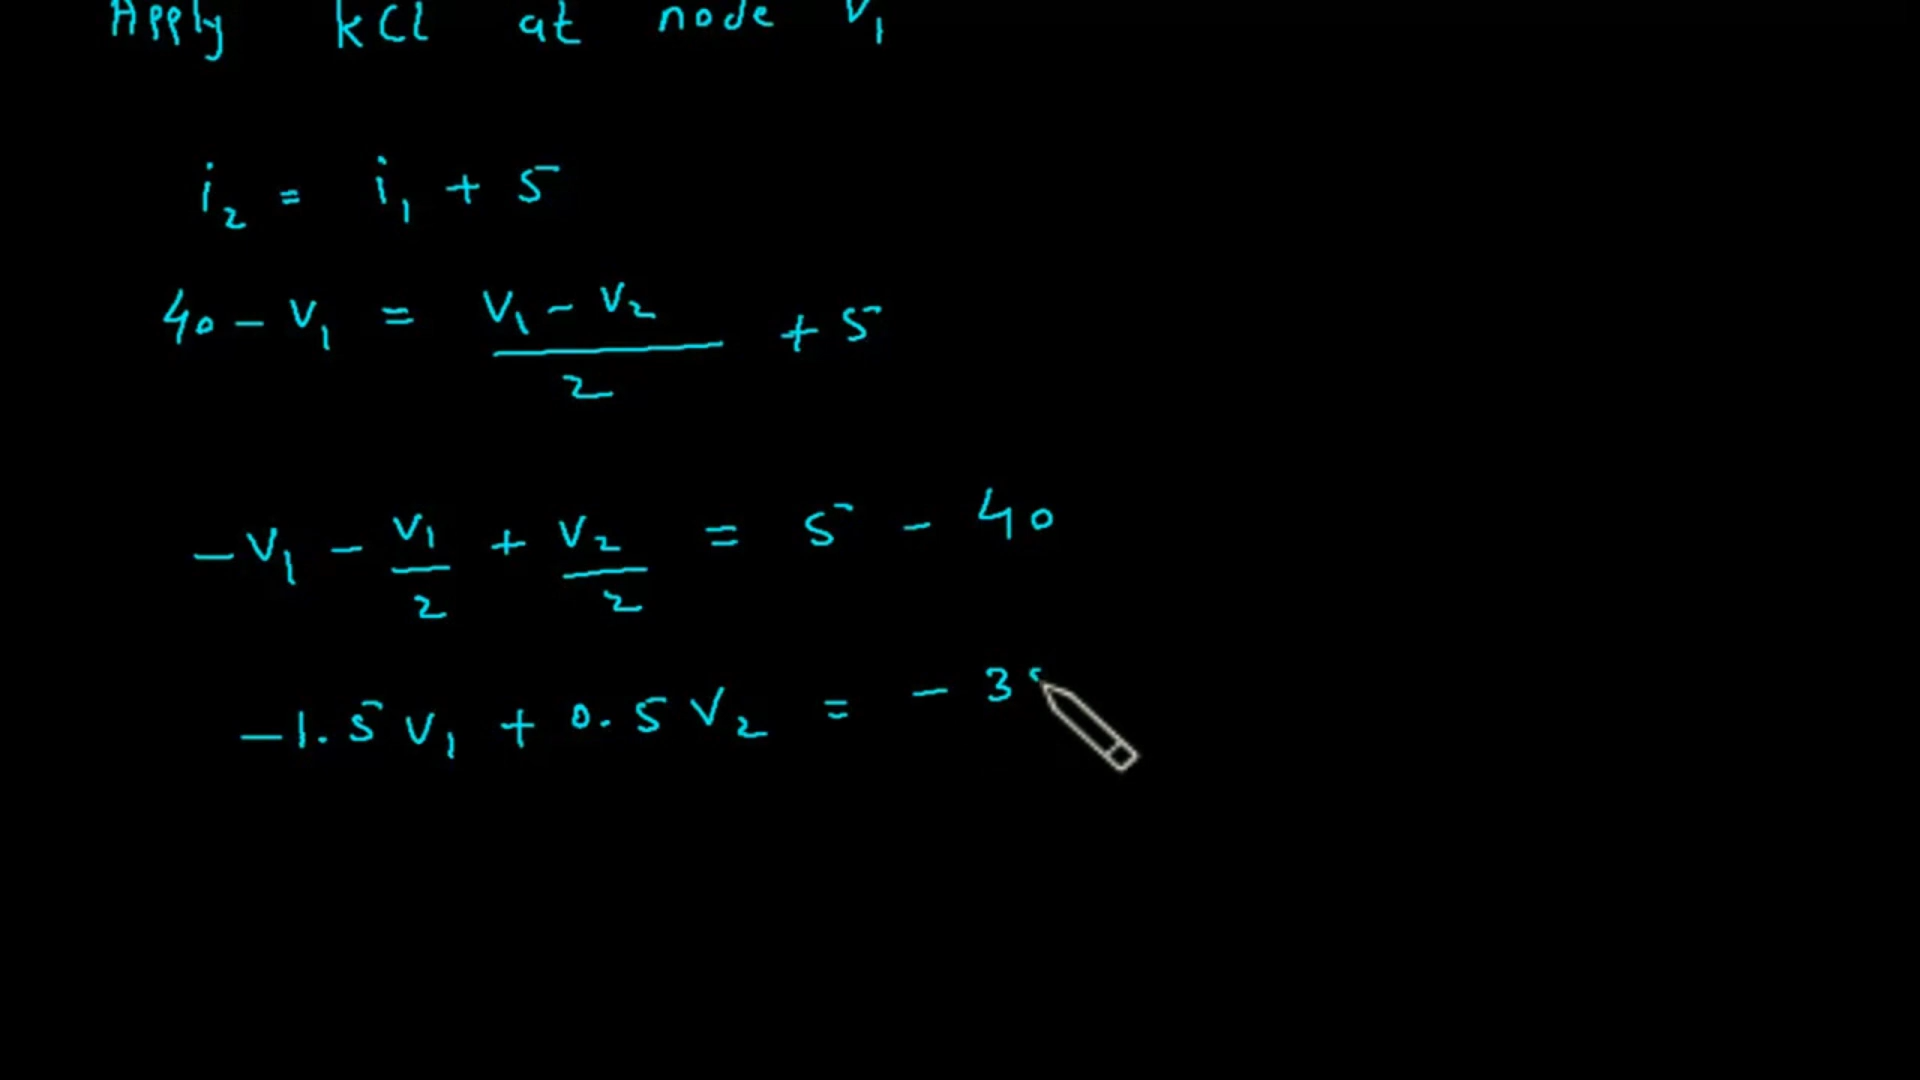 Apply kCl at node V₁
i₂ = i₁ + 5
40 - V₁ = (V₁ - V₂)/2 + 5
-V₁ - V₁/2 + V₂/2 = 5 - 40
-1.5 V₁ + 0.5 V₂ = - 3